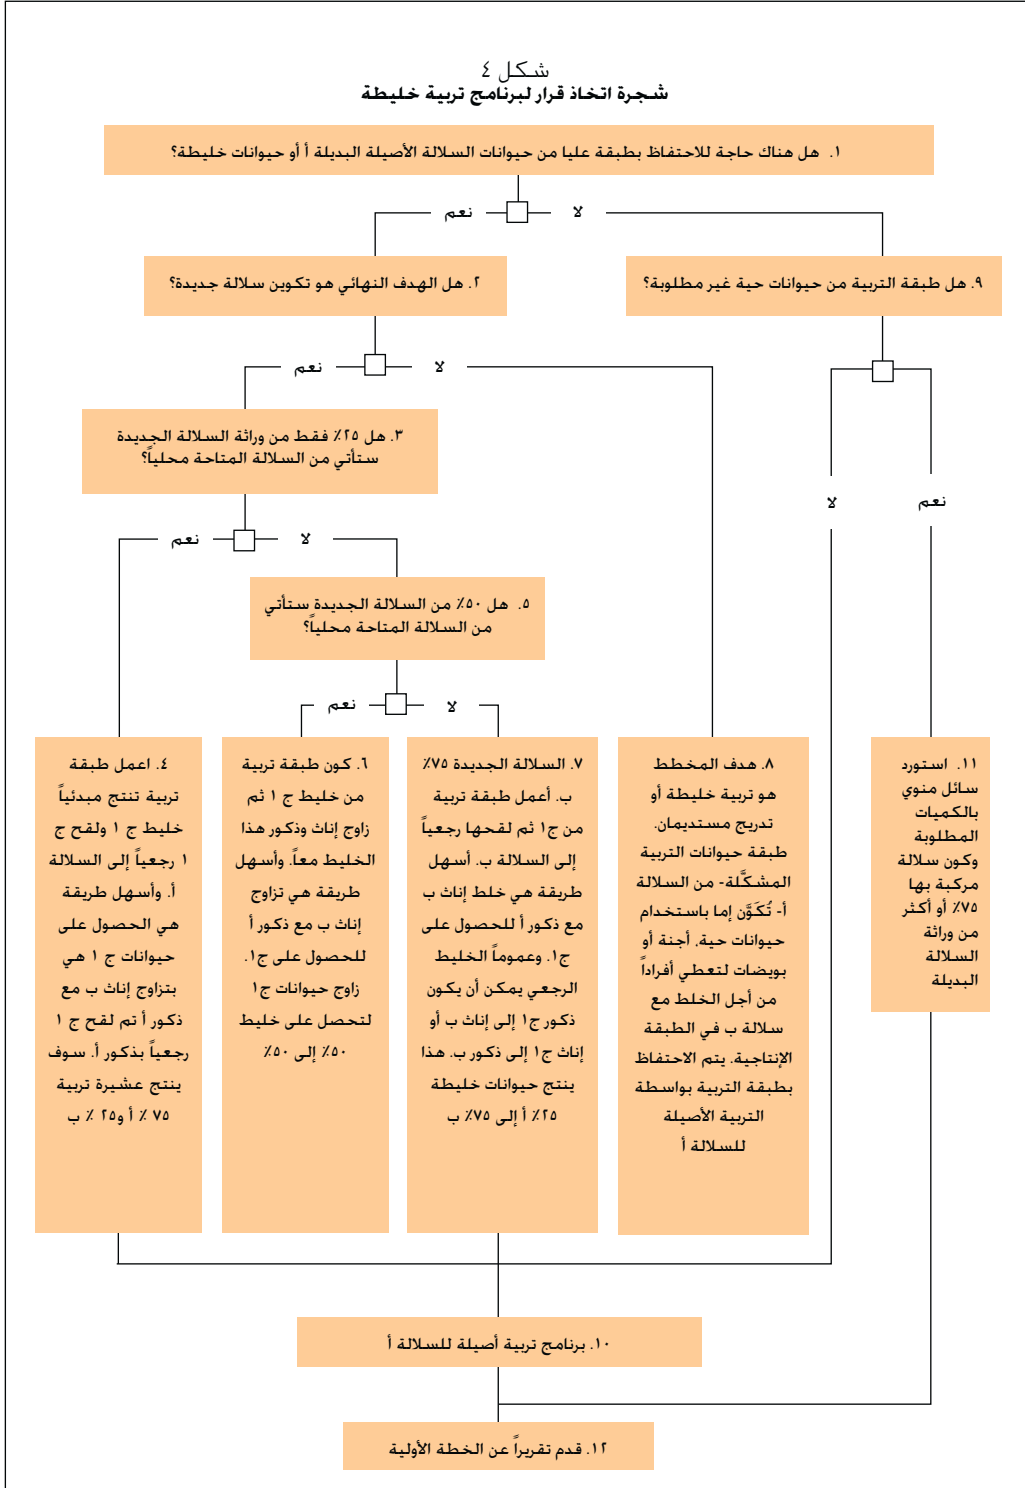 شكل ٤
شجرة اتخاذ قرار لبرنامج تربية خليطة
١. هل هناك حاجة للاحتفاظ بطبقة عليا من حيوانات السلالة الأصيلة البديلة أ أو حيوانات خليطة؟
نعم
لا
٢. هل الهدف النهائي هو تكوين سلالة جديدة؟
٩. هل طبقة التربية من حيوانات حية غير مطلوبة؟
نعم
لا
٣. هل ٢٥٪ فقط من وراثة السلالة الجديدة
ستأتي من السلالة المتاحة محلياً؟
لا
نعم
نعم
لا
٥. هل ٥٠٪ من السلالة الجديدة ستأتي
من السلالة المتاحة محلياً؟
نعم
لا
٤. اعمل طبقة
تربية تنتج مبدئياً
خليط ج ١ ولقح ج
١ رجعياً إلى السلالة
أ. وأسهل طريقة
هي الحصول على
حيوانات ج ١ هي
بتزاوج إناث ب مع
ذكور أ تم لقح ج ١
رجعياً بذكور أ. سوف
ينتج عشيرة تربية
٧٥ ٪ أ و٢٥ ٪ ب
٦. كون طبقة تربية
من خليط ج ١ ثم
زاوج إناث وذكور هذا
الخليط معاً. وأسهل
طريقة هي تزاوج
إناث ب مع ذكور أ
للحصول على ج١.
زاوج حيوانات ج١
لتحصل على خليط
٥٠٪ إلى ٥٠٪
٧. السلالة الجديدة ٧٥٪
ب. أعمل طبقة تربية
من ج١ ثم لقحها رجعياً
إلى السلالة ب. أسهل
طريقة هي خلط إناث ب
مع ذكور أ للحصول على
ج١. وعموماً الخليط
الرجعي يمكن أن يكون
ذكور ج١ إلى إناث ب أو
إناث ج١ إلى ذكور ب. هذا
ينتج حيوانات خليطة
٢٥٪ أ إلى ٧٥٪ ب
٨. هدف المخطط
هو تربية خليطة أو
تدريج مستديمان.
طبقة حيوانات التربية
المشكَّلة- من السلالة
أ- تُكَوَّن إما باستخدام
حيوانات حية، أجنة أو
بويضات لتعطي أفراداً
من أجل الخلط مع
سلالة ب في الطبقة
الإنتاجية. يتم الاحتفاظ
بطبقة التربية بواسطة
التربية الأصيلة
للسلالة أ
١١. استورد
سائل منوي
بالكميات
المطلوبة
وكون سلالة
مركبة بها
٧٥٪ أو أكثر
من وراثة
السلالة
البديلة
١٠. برنامج تربية أصيلة للسلالة أ
١٢. قدم تقريراً عن الخطة الأولية